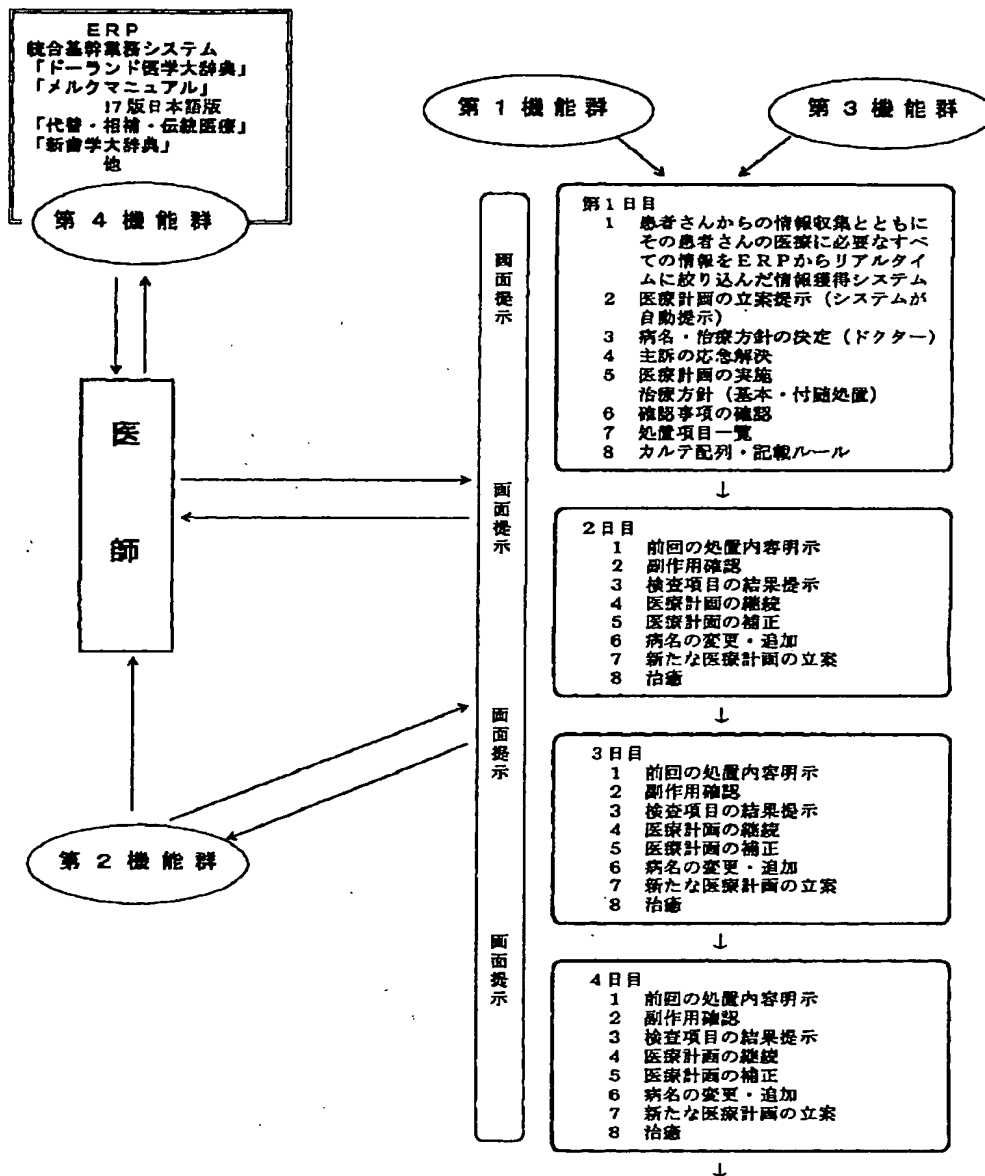 ERP
統合基幹業務システム
「ドーランド医学大辞典」
「メルクマニュアル」
17版日本語版
「代替・相補・伝統医療」
「新歯学大辞典」
他
第4機能群
第1機能群
第3機能群
医師
第2機能群
画面提示
画面提示
画面提示
画面提示
第1日目
1 患者さんからの情報収集とともに
その患者さんの医療に必要なすべ
ての情報をERPからリアルタイ
ムに絞り込んだ情報獲得システム
2 医療計画の立案提示(システムが
自動提示)
3 病名・治療方針の決定(ドクター)
4 主訴の応急解決
5 医療計画の実施
治療方針(基本・付随処置)
6 確認事項の確認
7 処置項目一覧
8 カルテ配列・記載ルール
↓
2日目
1 前回の処置内容明示
2 副作用確認
3 検査項目の結果提示
4 医療計画の継続
5 医療計画の補正
6 病名の変更・追加
7 新たな医療計画の立案
8 治癒
↓
3日目
1 前回の処置内容明示
2 副作用確認
3 検査項目の結果提示
4 医療計画の継続
5 医療計画の補正
6 病名の変更・追加
7 新たな医療計画の立案
8 治癒
↓
4日目
1 前回の処置内容明示
2 副作用確認
3 検査項目の結果提示
4 医療計画の継続
5 医療計画の補正
6 病名の変更・追加
7 新たな医療計画の立案
8 治癒
↓